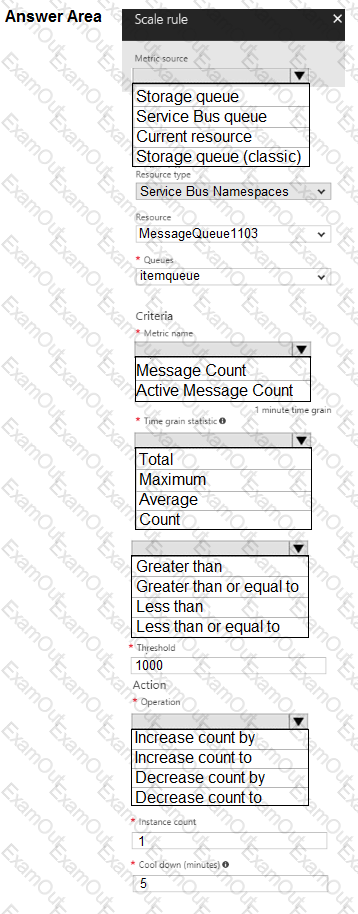 Answer Area
Scale rule
Metric source
Storage queue
Service Bus queue
Current resource
Storage queue (classic)
Resource type
Service Bus Namespaces
Resource
MessageQueue1103
* Queues
itemqueue
Criteria
* Metric name
Message Count
Active Message Count
1 minute time grain
* Time grain statistic
Total
Maximum
Average
Count
Greater than
Greater than or equal to
Less than
Less than or equal to
* Threshold
1000
Action
* Operation
Increase count by
Increase count to
Decrease count by
Decrease count to
* Instance count
1
* Cool down (minutes)
5